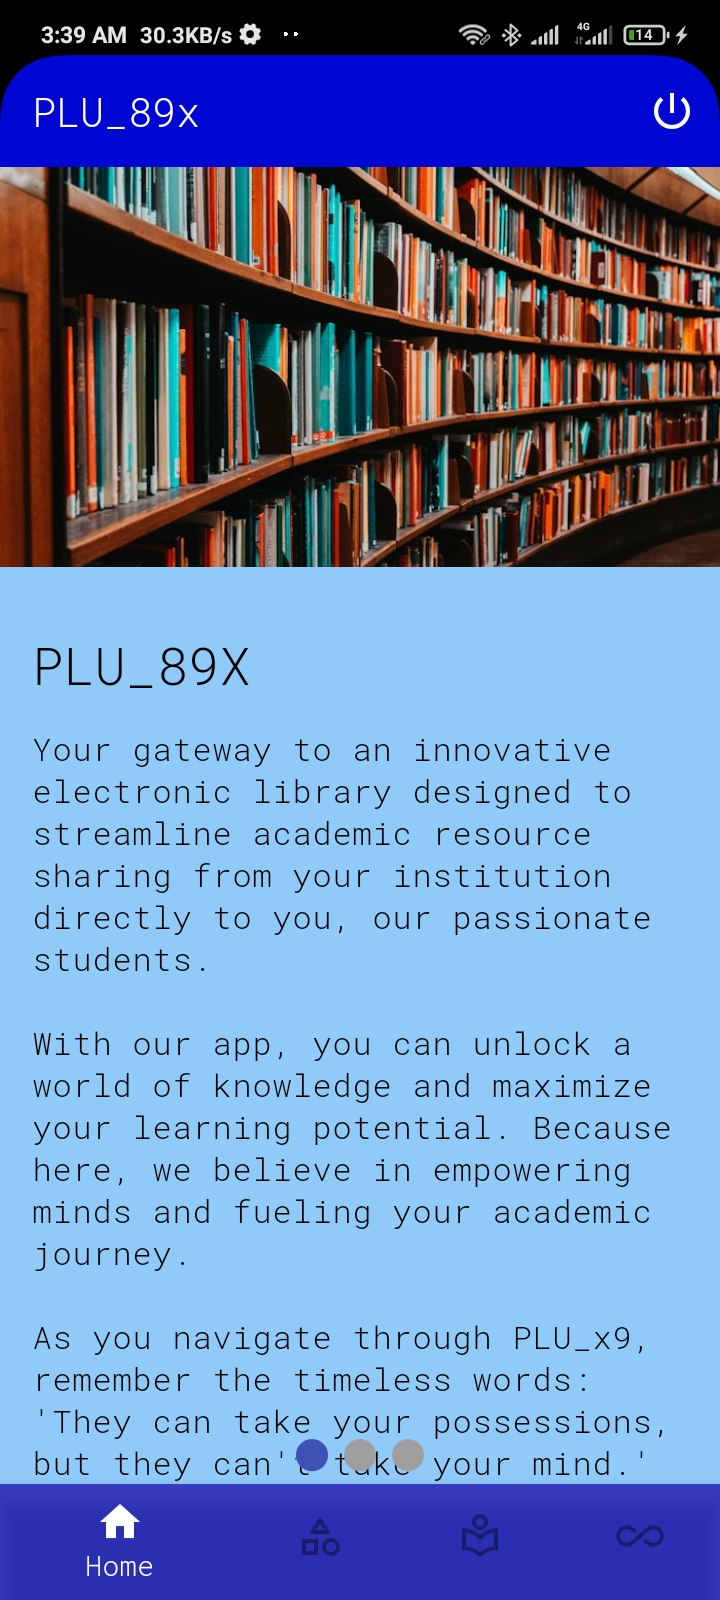 3:39 AM 30.3KB/s
4G
14
PLU_89x
PLU_89X
Your gateway to an innovative
electronic library designed to
streamline academic resource
sharing from your institution
directly to you, our passionate
students.
With our app, you can unlock a
world of knowledge and maximize
your learning potential. Because
here, we believe in empowering
minds and fueling your academic
journey.
As you navigate through PLU_x9,
remember the timeless words:
'They can take your possessions,
but they can't take your mind.'
Home